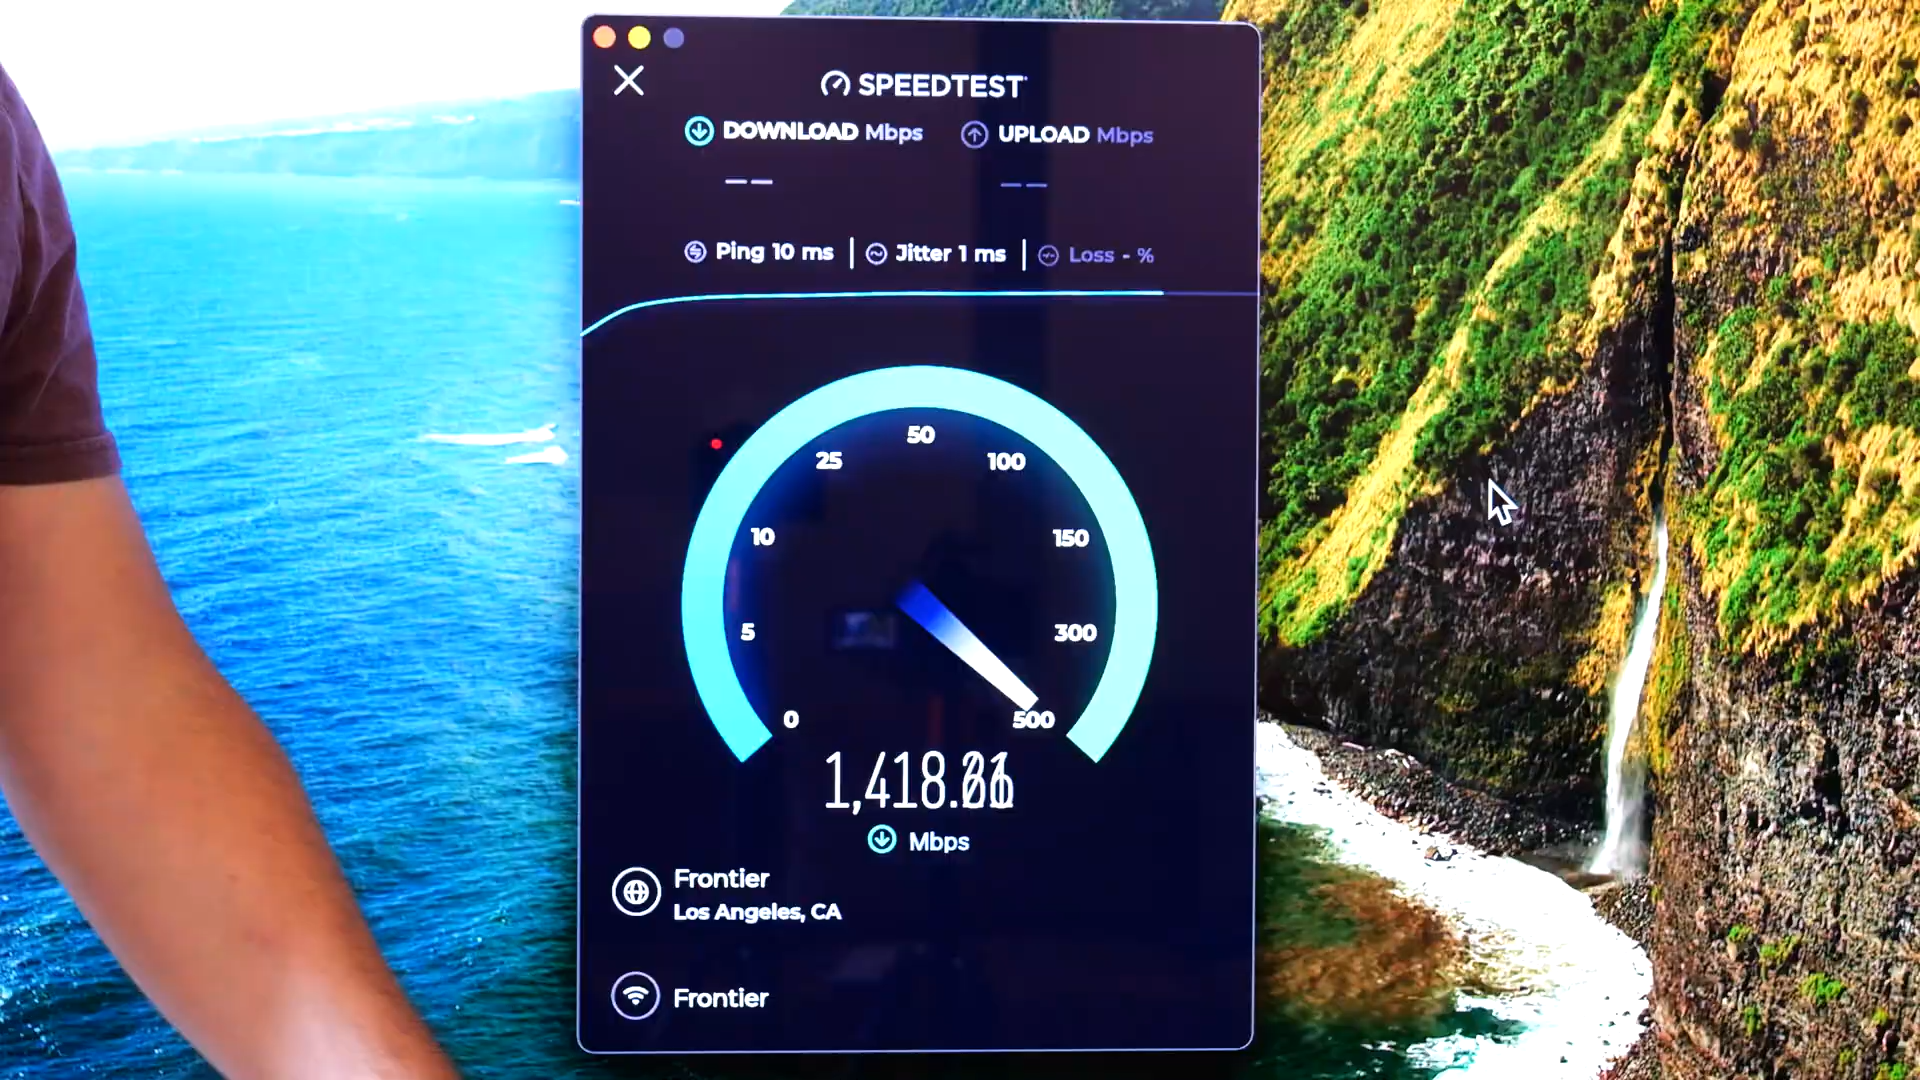 SPEEDTEST
DOWNLOAD Mbps UPLOAD Mbps
— — — —
Ping 10 ms Jitter 1 ms Loss - %
50
25 100
10 150
5 300
0 500
Mbps
Frontier
Los Angeles, CA
Frontier